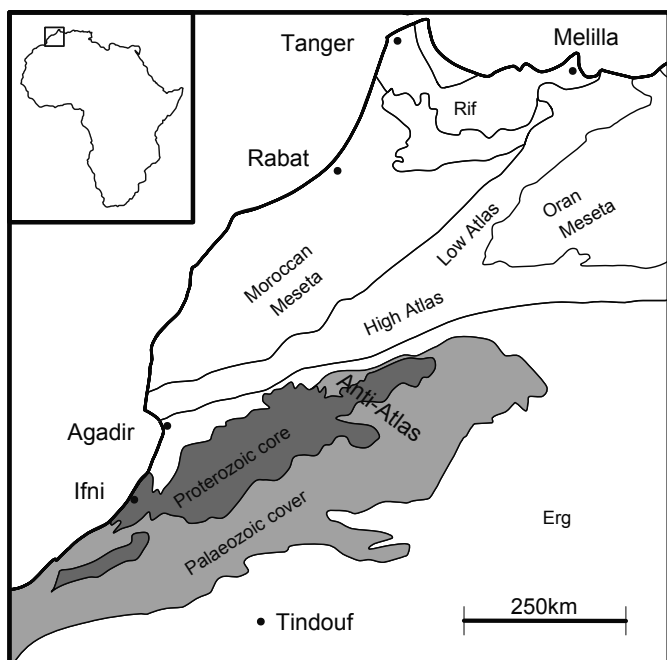 Tanger
Melilla
Rif
Rabat
Oran
Meseta
Low Atlas
Moroccan
Meseta
High Atlas
Anti-Atlas
Agadir
Proterozoic core
Ifni
Palaeozoic cover
Erg
250km
Tindouf